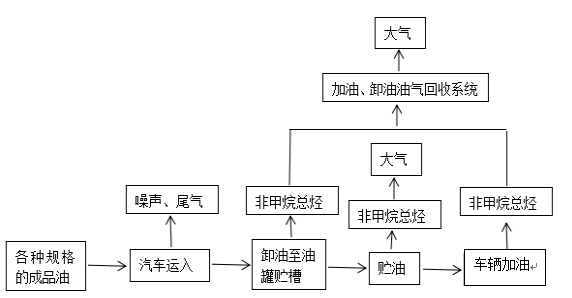 大气
加油、卸油油气回收系统
大气
噪声、尾气
非甲烷总烃
非甲烷总烃
非甲烷总烃
各种规格
的成品油
汽车运入
卸油至油
罐贮槽
贮油
车辆加油